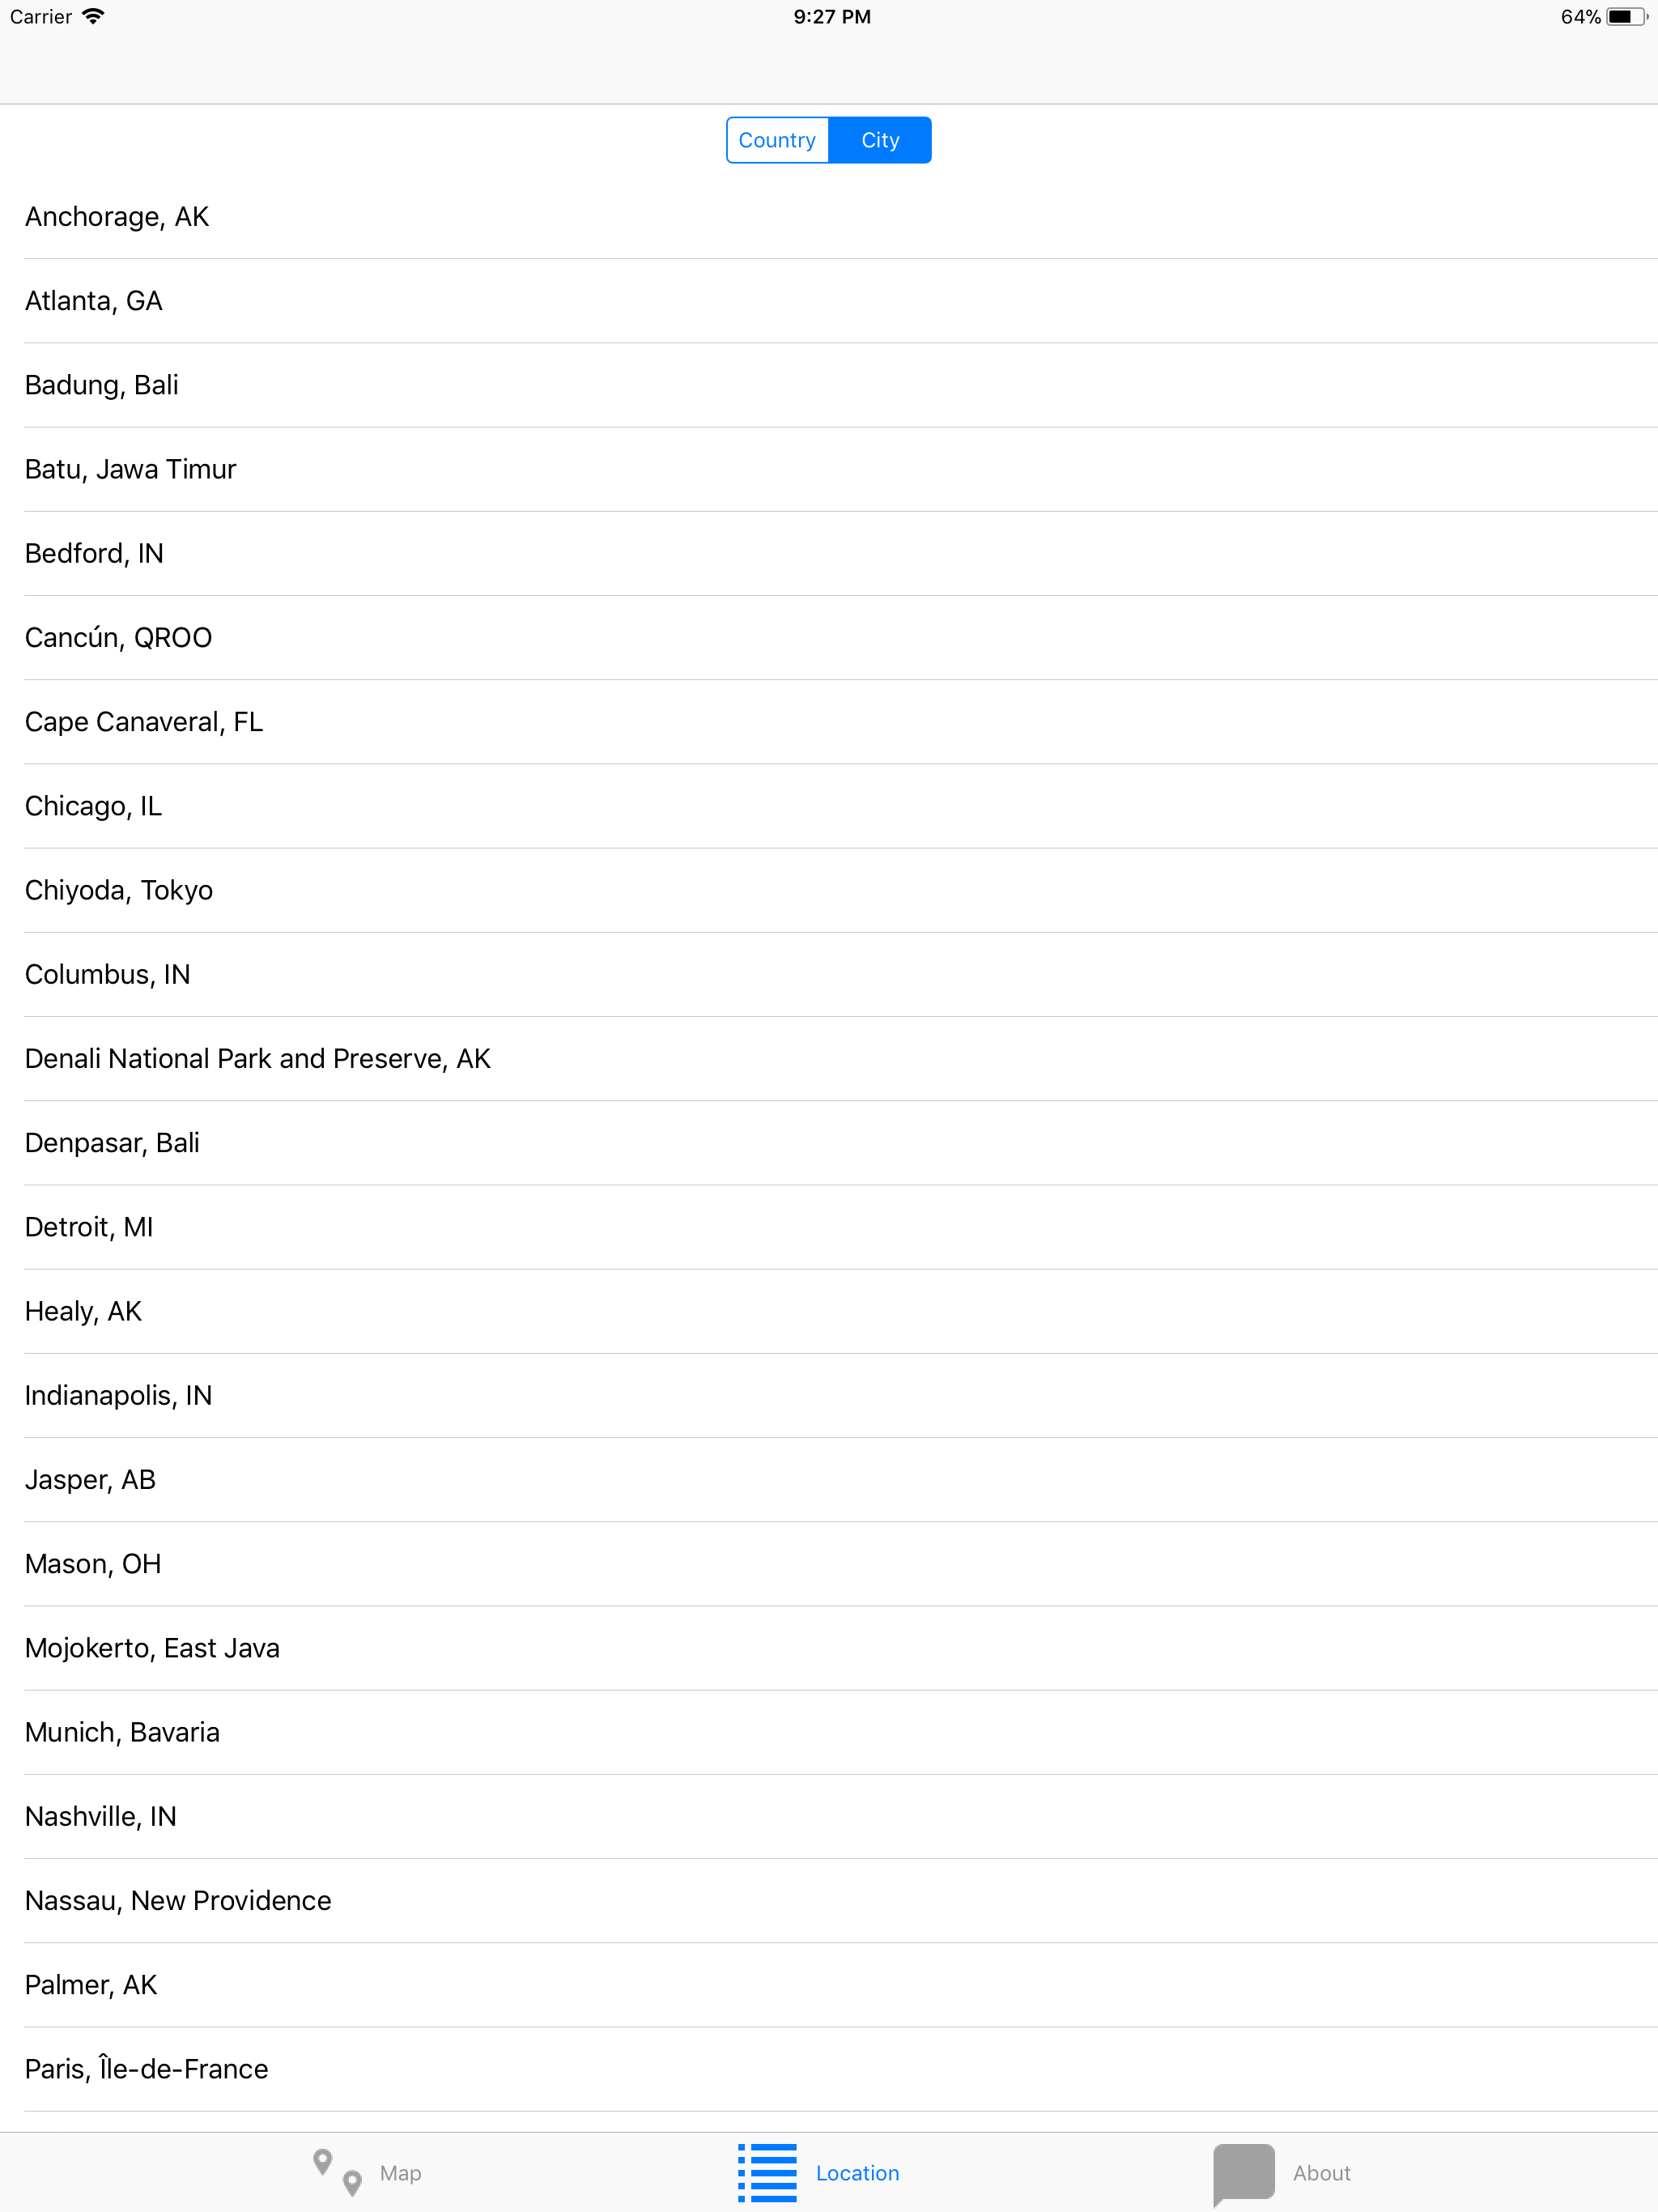 Carrier 9:27 PM 64%
Country City
Anchorage, AK
Atlanta, GA
Badung, Bali
Batu, Jawa Timur
Bedford, IN
Cancún, QROO
Cape Canaveral, FL
Chicago, IL
Chiyoda, Tokyo
Columbus, IN
Denali National Park and Preserve, AK
Denpasar, Bali
Detroit, MI
Healy, AK
Indianapolis, IN
Jasper, AB
Mason, OH
Mojokerto, East Java
Munich, Bavaria
Nashville, IN
Nassau, New Providence
Palmer, AK
Paris, Île-de-France
Map Location About